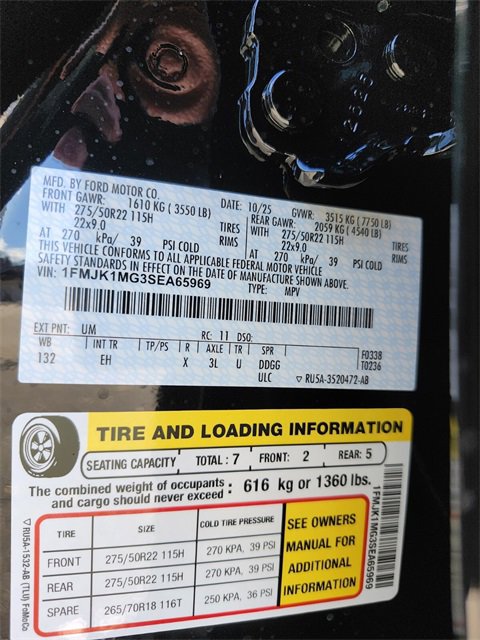 MFD. BY FORD MOTOR CO.
DATE: 10/25 GVWR: 3515 KG ( 7750 LB)
FRONT GAWR: 1610 KG ( 3550 LB) REAR GAWR: 2059 KG ( 4540 LB)
WITH 275/50R22 115H TIRES WITH 275/50R22 115H TIRES
22x9.0 RIMS 22x9.0 RIMS
AT 270 kPa/ 39 PSI COLD AT 270 kPa/ 39 PSI COLD
THIS VEHICLE CONFORMS TO ALL APPLICABLE FEDERAL MOTOR VEHICLE
SAFETY STANDARDS IN EFFECT ON THE DATE OF MANUFACTURE SHOWN ABOVE.
VIN: 1FMJK1MG3SEA65969 TYPE: MPV
EXT PNT: UM RC: 11 DSO: F0338
WB INT TR TP/PS R AXLE TR SPR T0236
132 EH X 3L U DDGG
ULC ▽ RU5A-3520472-AB
TIRE AND LOADING INFORMATION
SEATING CAPACITY TOTAL : 7 FRONT: 2 REAR: 5
The combined weight of occupants
and cargo should never exceed : 616 kg or 1360 lbs.
TIRE SIZE COLD TIRE PRESSURE
FRONT 275/50R22 115H 270 KPA, 39 PSI
REAR 275/50R22 115H 270 KPA, 39 PSI
SPARE 265/70R18 116T 250 KPA, 36 PSI
SEE OWNERS
MANUAL FOR
ADDITIONAL
INFORMATION
▽ RU5A-1532-AB (TLU) FoMoCo
1FMJK1MG3SEA65969